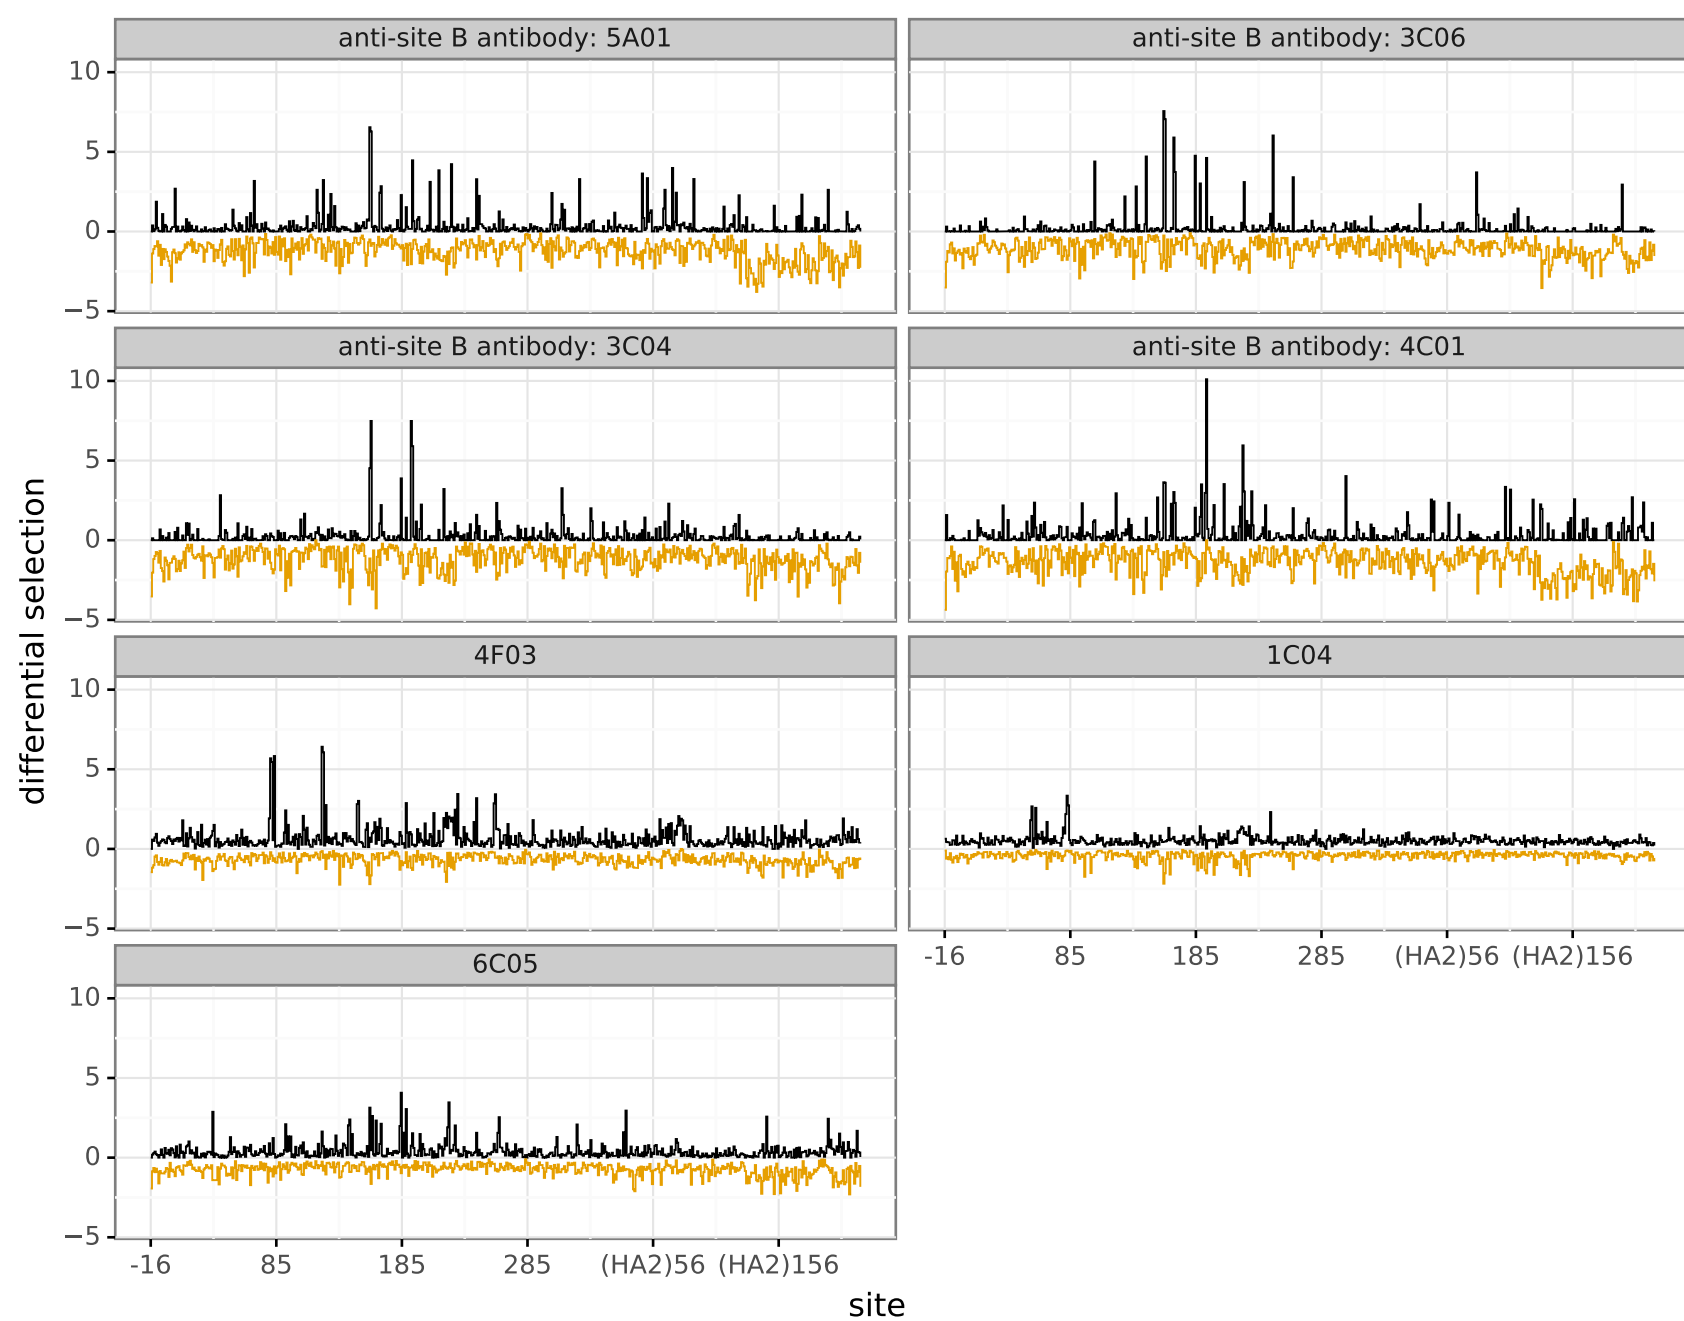 anti-site B antibody: 5A01
anti-site B antibody: 3C06
10
5
0
−5
anti-site B antibody: 3C04
anti-site B antibody: 4C01
10
5
0
−5
differential selection
4F03
1C04
10
5
0
−5
-16 85 185 285 (HA2)56 (HA2)156
6C05
10
5
0
−5
-16 85 185 285 (HA2)56 (HA2)156
site